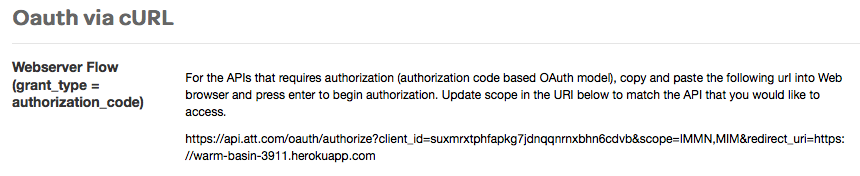 Oauth via cURL
Webserver Flow
(grant_type =
authorization_code)
For the APIs that requires authorization (authorization code based OAuth model), copy and paste the following url into Web
browser and press enter to begin authorization. Update scope in the URI below to match the API that you would like to
access.
https://api.att.com/oauth/authorize?client_id=suxmrxtphfapkg7jdnqqnrnxbhn6cdvb&scope=IMMN,MIM&redirect_uri=https:
//warm-basin-3911.herokuapp.com